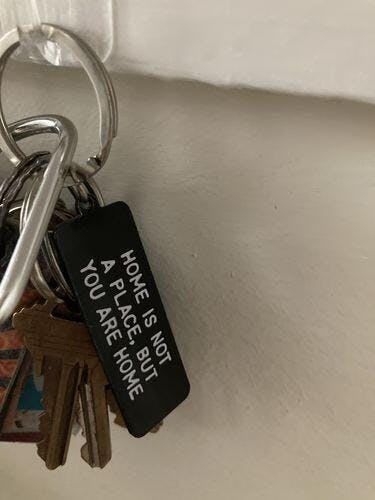 HOME IS NOT
A PLACE, BUT
YOU ARE HOME